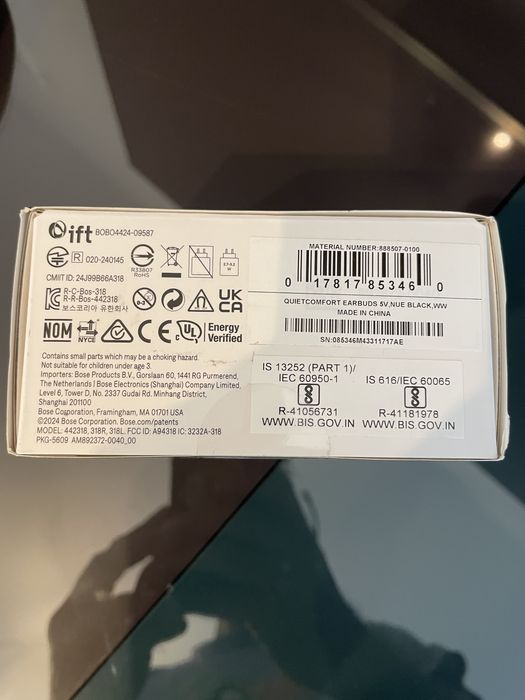 ift BOBO4424-09587
R 020-240145
R33807
RoHS
2.7-5.2
W
CMIIT ID: 24J99B66A318
R-C-Bos-318
R-R-Bos-442318
보스코리아 유한회사
UK
CA
NOM NYCE CE c UL Energy
Verified
Contains small parts which may be a choking hazard.
Not suitable for children under age 3.
Importers: Bose Products B.V., Gorslaan 60, 1441 RG Purmerend,
The Netherlands | Bose Electronics (Shanghai) Company Limited,
Level 6, Tower D, No. 2337 Gudai Rd. Minhang District,
Shanghai 201100
Bose Corporation, Framingham, MA 01701 USA
©2024 Bose Corporation. Bose.com/patents
MODEL: 442318, 318R, 318L. FCC ID: A94318 IC: 3232A-318
PKG-5609 AM892372-0040_00
MATERIAL NUMBER:888507-0100
0 17817 85346 0
QUIETCOMFORT EARBUDS 5V,NUE BLACK,WW
MADE IN CHINA
SN:085346M43311717AE
IS 13252 (PART 1)/
IEC 60950-1
R-41056731
WWW.BIS.GOV.IN
IS 616/IEC 60065
R-41181978
WWW.BIS.GOV.IN